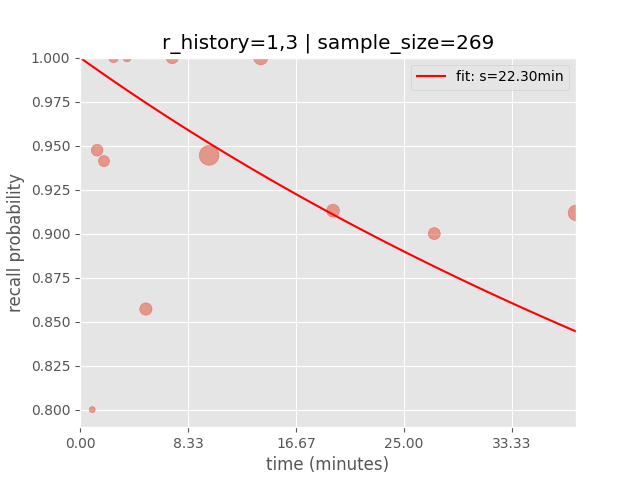 r_history=1,3 | sample_size=269
fit: s=22.30min
recall probability
1.000
0.975
0.950
0.925
0.900
0.875
0.850
0.825
0.800
0.00 8.33 16.67 25.00 33.33
time (minutes)